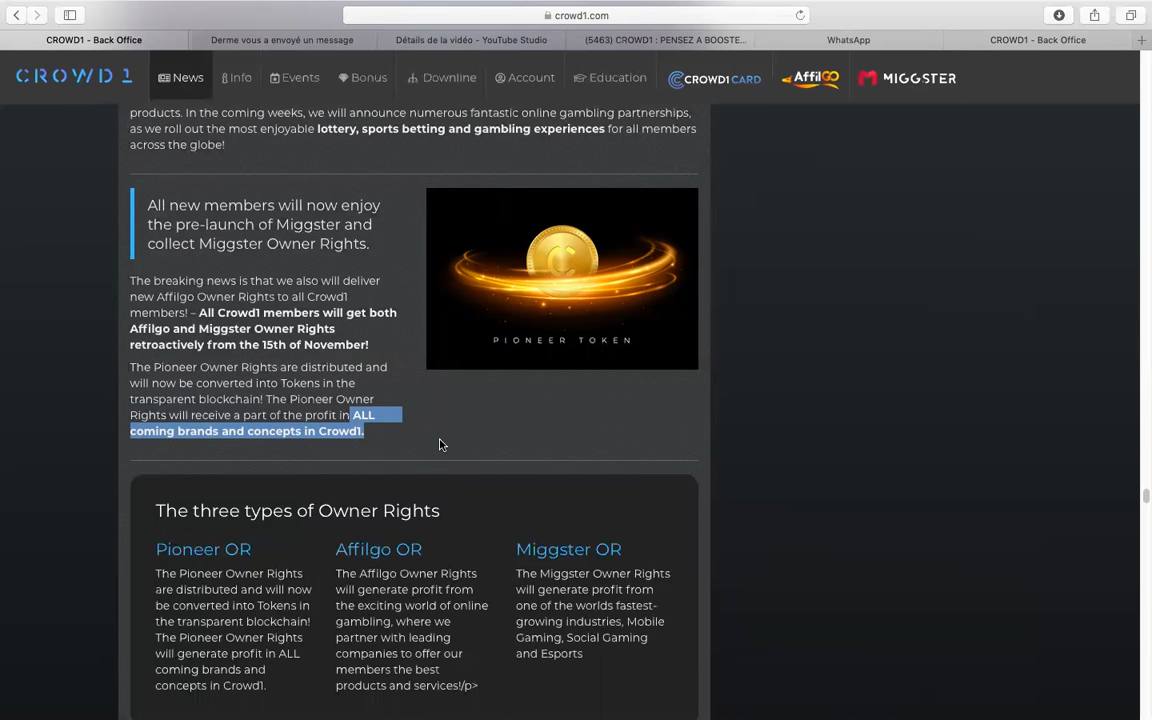 crowd1.com
CROWD1 - Back Office
Derme vous a envoyé un message
Détails de la vidéo - YouTube Studio
(5463) CROWD1 : PENSEZ A BOOSTE...
WhatsApp
CROWD1 - Back Office
CROWD1
News
Info
Events
Bonus
Downline
Account
Education
CROWD1 CARD
AffilGO
MIGGSTER
products. In the coming weeks, we will announce numerous fantastic online gambling partnerships,
as we roll out the most enjoyable lottery, sports betting and gambling experiences for all members
across the globe!
All new members will now enjoy
the pre-launch of Miggster and
collect Miggster Owner Rights.
The breaking news is that we also will deliver
new Affilgo Owner Rights to all Crowd1
members! – All Crowd1 members will get both
Affilgo and Miggster Owner Rights
retroactively from the 15th of November!
The Pioneer Owner Rights are distributed and
will now be converted into Tokens in the
transparent blockchain! The Pioneer Owner
Rights will receive a part of the profit in ALL
coming brands and concepts in Crowd1.
PIONEER TOKEN
The three types of Owner Rights
Pioneer OR
The Pioneer Owner Rights
are distributed and will now
be converted into Tokens in
the transparent blockchain!
The Pioneer Owner Rights
will generate profit in ALL
coming brands and
concepts in Crowd1.
Affilgo OR
The Affilgo Owner Rights
will generate profit from
the exciting world of online
gambling, where we
partner with leading
companies to offer our
members the best
products and services!/p>
Miggster OR
The Miggster Owner Rights
will generate profit from
one of the worlds fastest-
growing industries, Mobile
Gaming, Social Gaming
and Esports